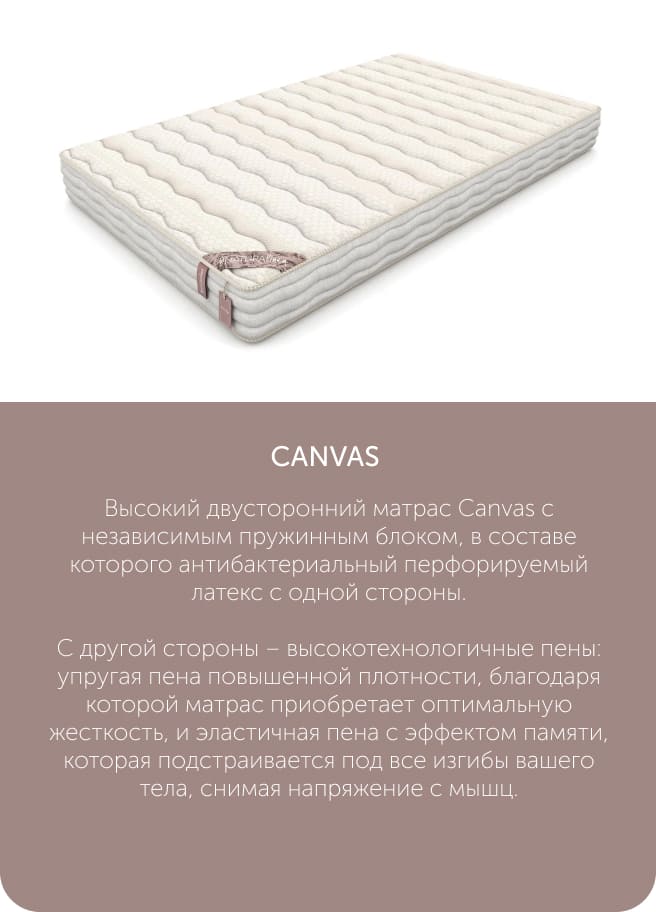 CANVAS
Высокий двусторонний матрас Canvas с
независимым пружинным блоком, в составе
которого антибактериальный перфорируемый
латекс с одной стороны.
С другой стороны – высокотехнологичные пены:
упругая пена повышенной плотности, благодаря
которой матрас приобретает оптимальную
жесткость, и эластичная пена с эффектом памяти,
которая подстраивается под все изгибы вашего
тела, снимая напряжение с мышц.